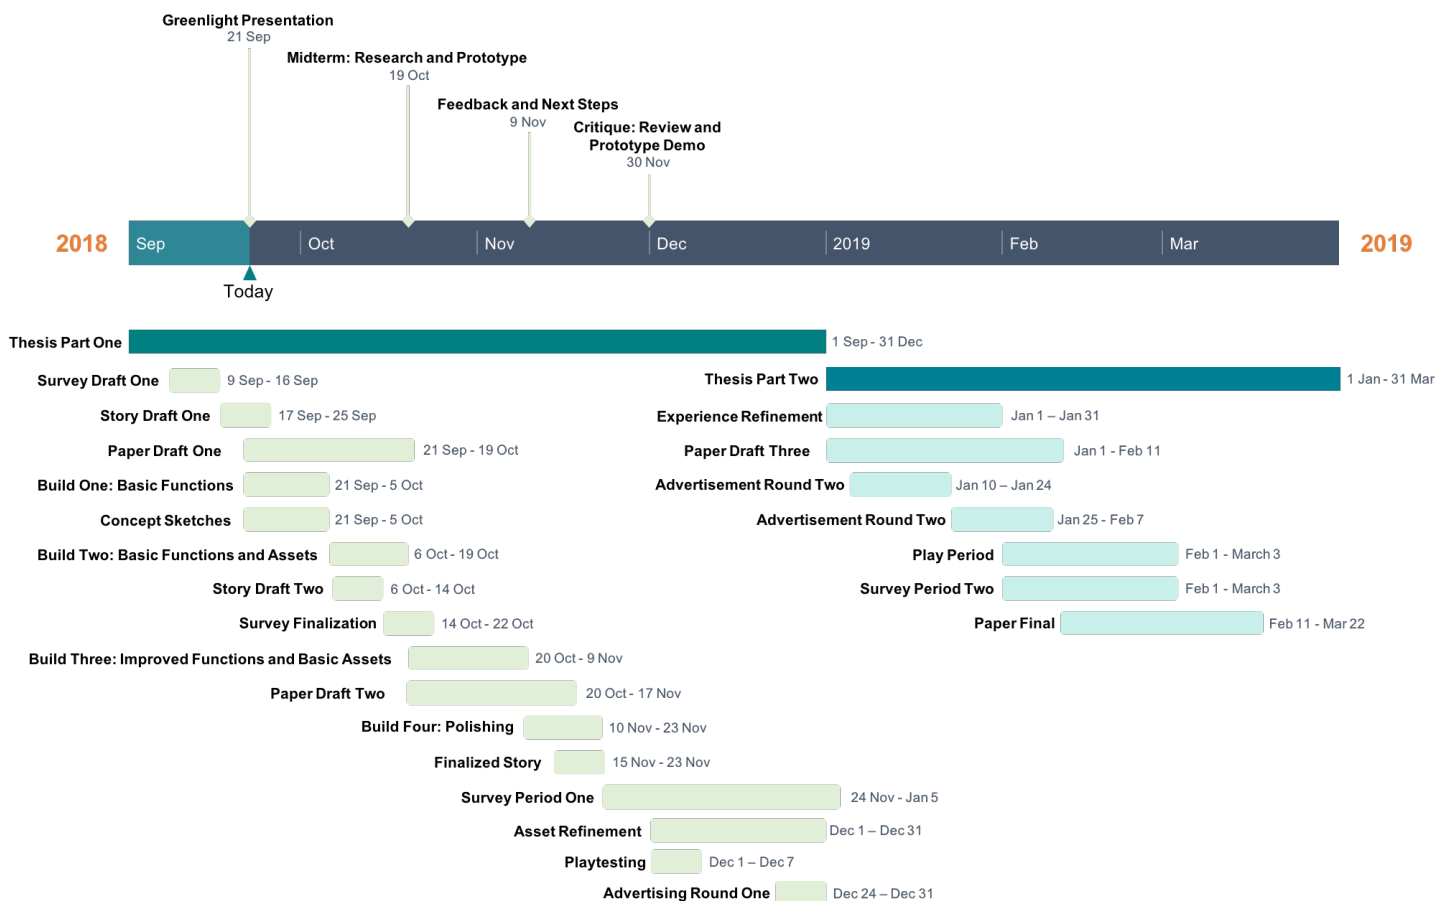 Greenlight Presentation
21 Sep
Midterm: Research and Prototype
19 Oct
Feedback and Next Steps
9 Nov
Critique: Review and
Prototype Demo
30 Nov
2018 Sep Oct Nov Dec 2019 Feb Mar 2019
Today
Thesis Part One 1 Sep - 31 Dec
Survey Draft One 9 Sep - 16 Sep
Thesis Part Two 1 Jan - 31 Mar
Story Draft One 17 Sep - 25 Sep
Experience Refinement Jan 1 – Jan 31
Paper Draft One 21 Sep - 19 Oct
Paper Draft Three Jan 1 - Feb 11
Build One: Basic Functions 21 Sep - 5 Oct
Advertisement Round Two Jan 10 – Jan 24
Concept Sketches 21 Sep - 5 Oct
Advertisement Round Two Jan 25 - Feb 7
Build Two: Basic Functions and Assets 6 Oct - 19 Oct
Play Period Feb 1 - March 3
Story Draft Two 6 Oct - 14 Oct
Survey Period Two Feb 1 - March 3
Survey Finalization 14 Oct - 22 Oct
Paper Final Feb 11 - Mar 22
Build Three: Improved Functions and Basic Assets 20 Oct - 9 Nov
Paper Draft Two 20 Oct - 17 Nov
Build Four: Polishing 10 Nov - 23 Nov
Finalized Story 15 Nov - 23 Nov
Survey Period One 24 Nov - Jan 5
Asset Refinement Dec 1 – Dec 31
Playtesting Dec 1 – Dec 7
Advertising Round One Dec 24 – Dec 31